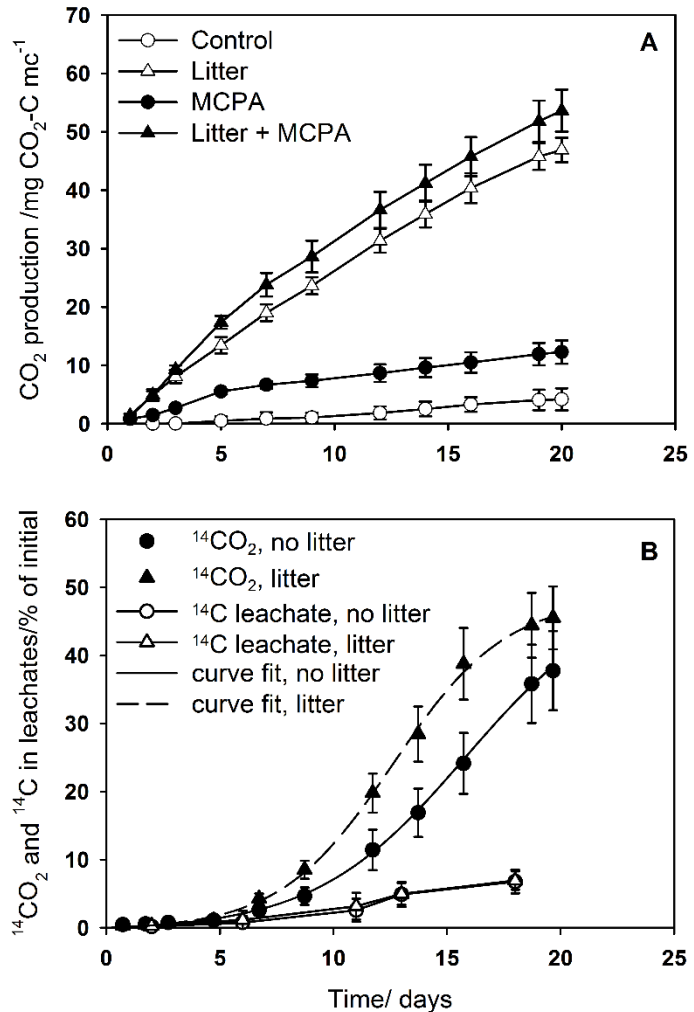 A
Control
Litter
MCPA
Litter + MCPA
CO₂ production /mg CO₂-C mc⁻¹
70
60
50
40
30
20
10
0
0 5 10 15 20 25
B
¹⁴CO₂, no litter
¹⁴CO₂, litter
¹⁴C leachate, no litter
¹⁴C leachate, litter
curve fit, no litter
curve fit, litter
¹⁴CO₂ and ¹⁴C in leachates/% of initial
60
50
40
30
20
10
0
0 5 10 15 20 25
Time/ days